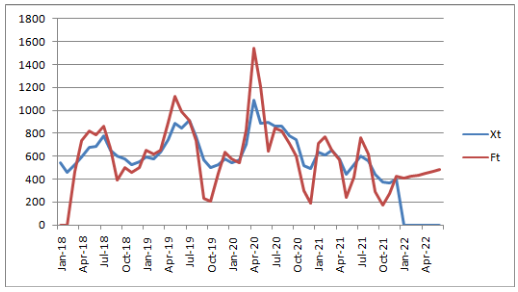 1800
1600
1400
1200
1000
800
600
400
200
0
Jan-18
Apr-18
Jul-18
Oct-18
Jan-19
Apr-19
Jul-19
Oct-19
Jan-20
Apr-20
Jul-20
Oct-20
Jan-21
Apr-21
Jul-21
Oct-21
Jan-22
Apr-22
Xt
Ft